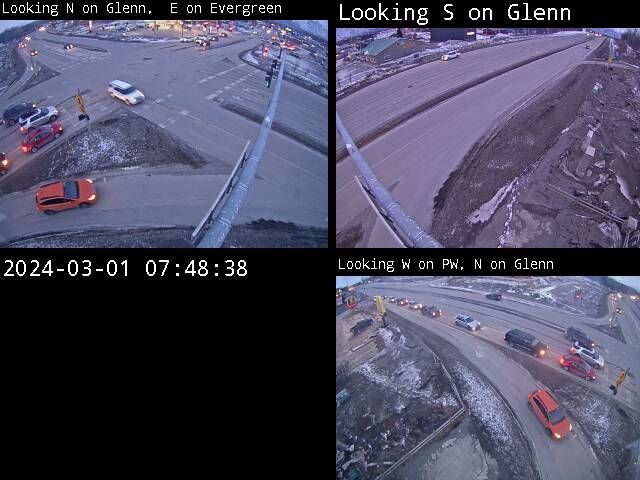 Looking N on Glenn, E on Evergreen
Looking S on Glenn
2024-03-01 07:48:38
Looking W on PW, N on Glenn